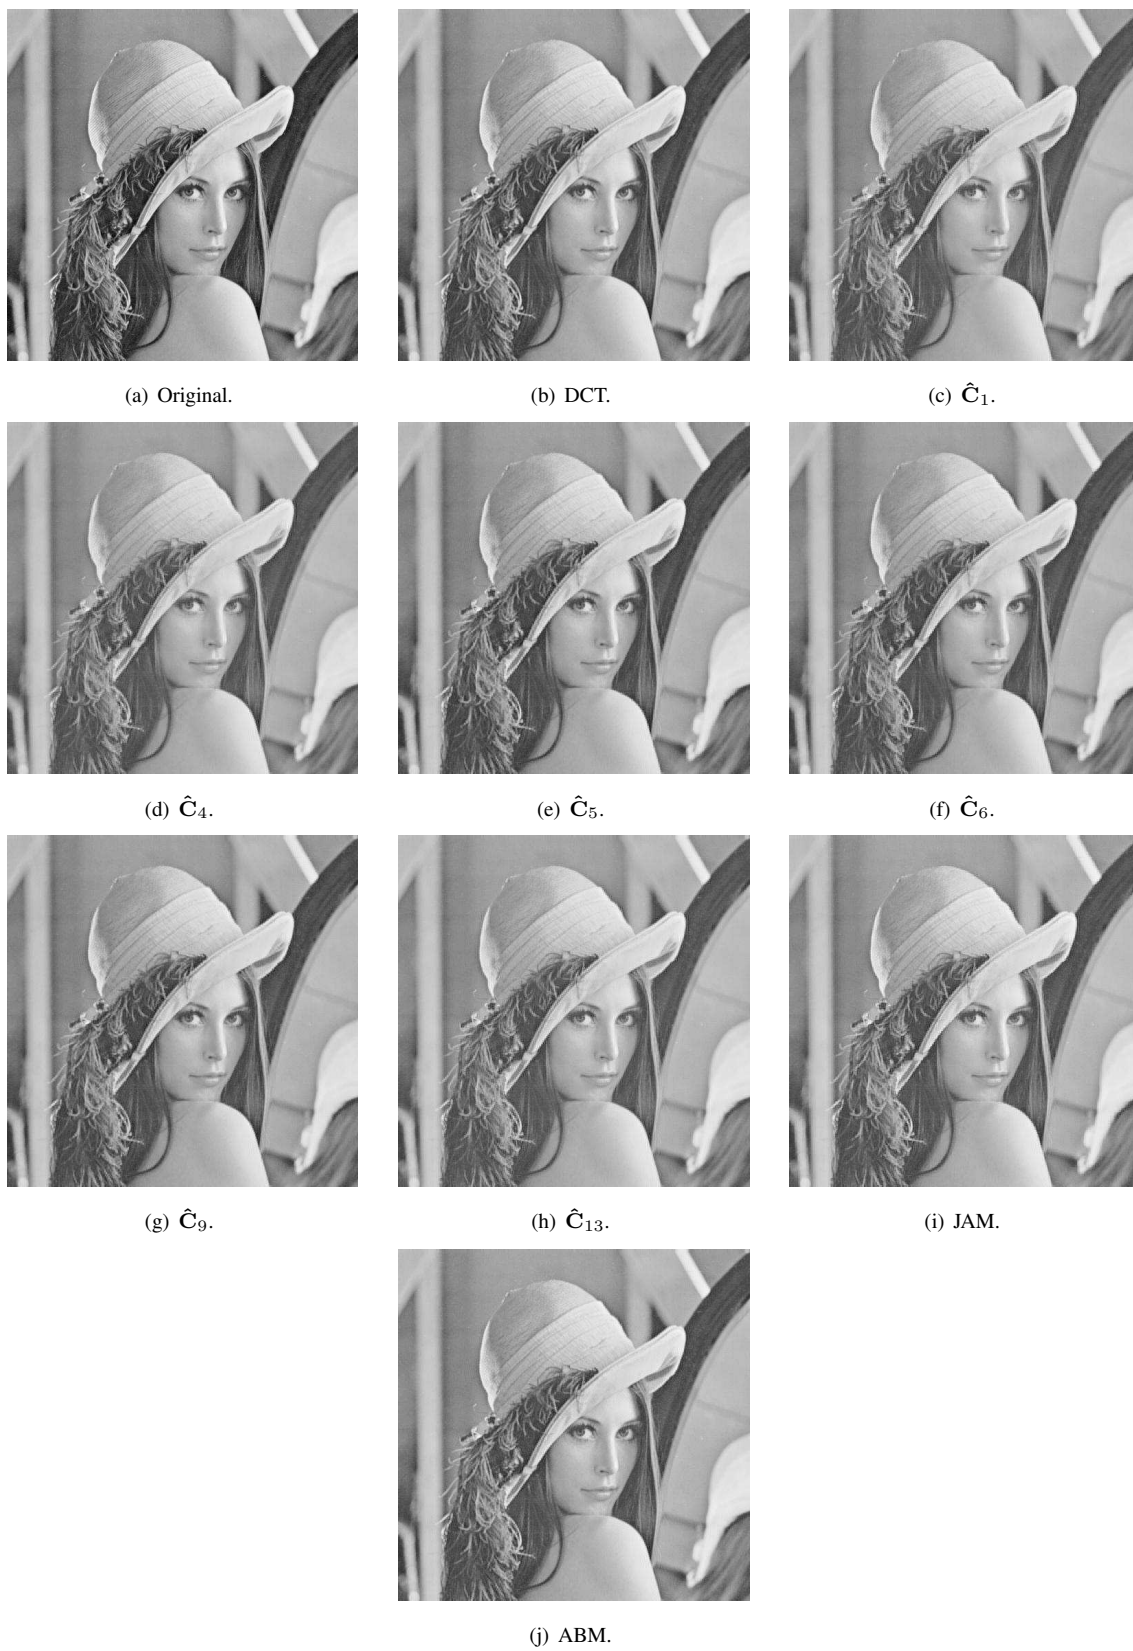 (a) Original.
(b) DCT.
(c) Ĉ₁.
(d) Ĉ₄.
(e) Ĉ₅.
(f) Ĉ₆.
(g) Ĉ₉.
(h) Ĉ₁₃.
(i) JAM.
(j) ABM.